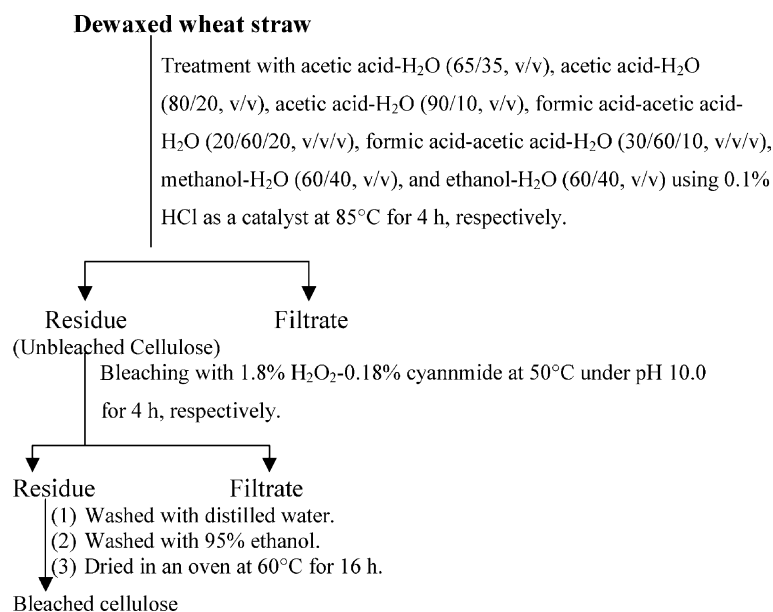 Dewaxed wheat straw
Treatment with acetic acid-H₂O (65/35, v/v), acetic acid-H₂O
(80/20, v/v), acetic acid-H₂O (90/10, v/v), formic acid-acetic acid-
H₂O (20/60/20, v/v/v), formic acid-acetic acid-H₂O (30/60/10, v/v/v),
methanol-H₂O (60/40, v/v), and ethanol-H₂O (60/40, v/v) using 0.1%
HCl as a catalyst at 85°C for 4 h, respectively.
Residue Filtrate
(Unbleached Cellulose)
Bleaching with 1.8% H₂O₂-0.18% cyannmide at 50°C under pH 10.0
for 4 h, respectively.
Residue Filtrate
(1) Washed with distilled water.
(2) Washed with 95% ethanol.
(3) Dried in an oven at 60°C for 16 h.
Bleached cellulose